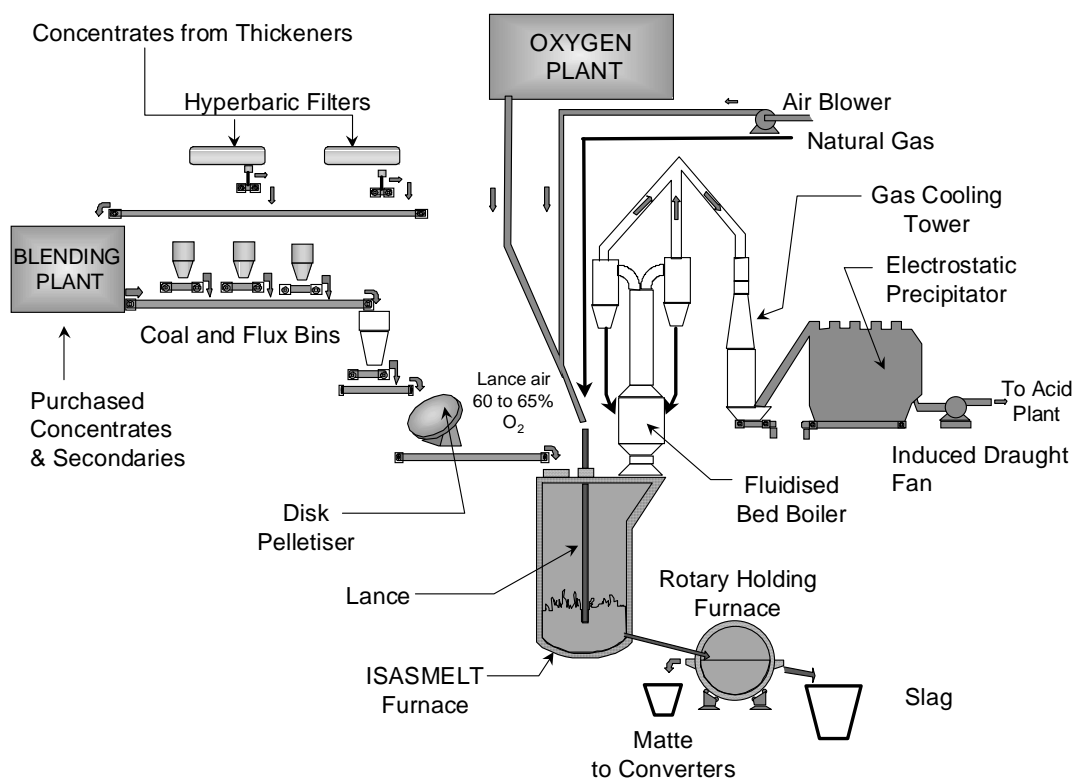 Concentrates from Thickeners
Hyperbaric Filters
OXYGEN
PLANT
Air Blower
Natural Gas
Gas Cooling
Tower
Electrostatic
Precipitator
BLENDING
PLANT
Coal and Flux Bins
Purchased
Concentrates
& Secondaries
Lance air
60 to 65%
O₂
To Acid
Plant
Induced Draught
Fan
Fluidised
Bed Boiler
Disk
Pelletiser
Lance
Rotary Holding
Furnace
ISASMELT
Furnace
Slag
Matte
to Converters